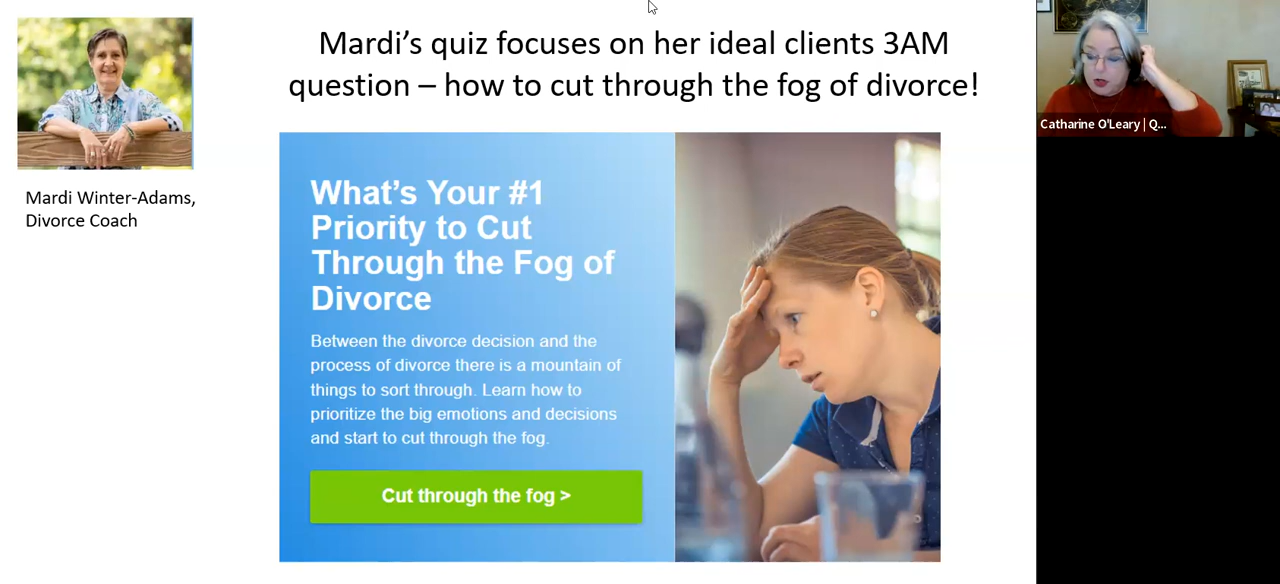 Mardi’s quiz focuses on her ideal clients 3AM
question – how to cut through the fog of divorce!
Mardi Winter-Adams,
Divorce Coach
What’s Your #1
Priority to Cut
Through the Fog of
Divorce
Between the divorce decision and the
process of divorce there is a mountain of
things to sort through. Learn how to
prioritize the big emotions and decisions
and start to cut through the fog.
Cut through the fog >
Catharine O'Leary | Q...